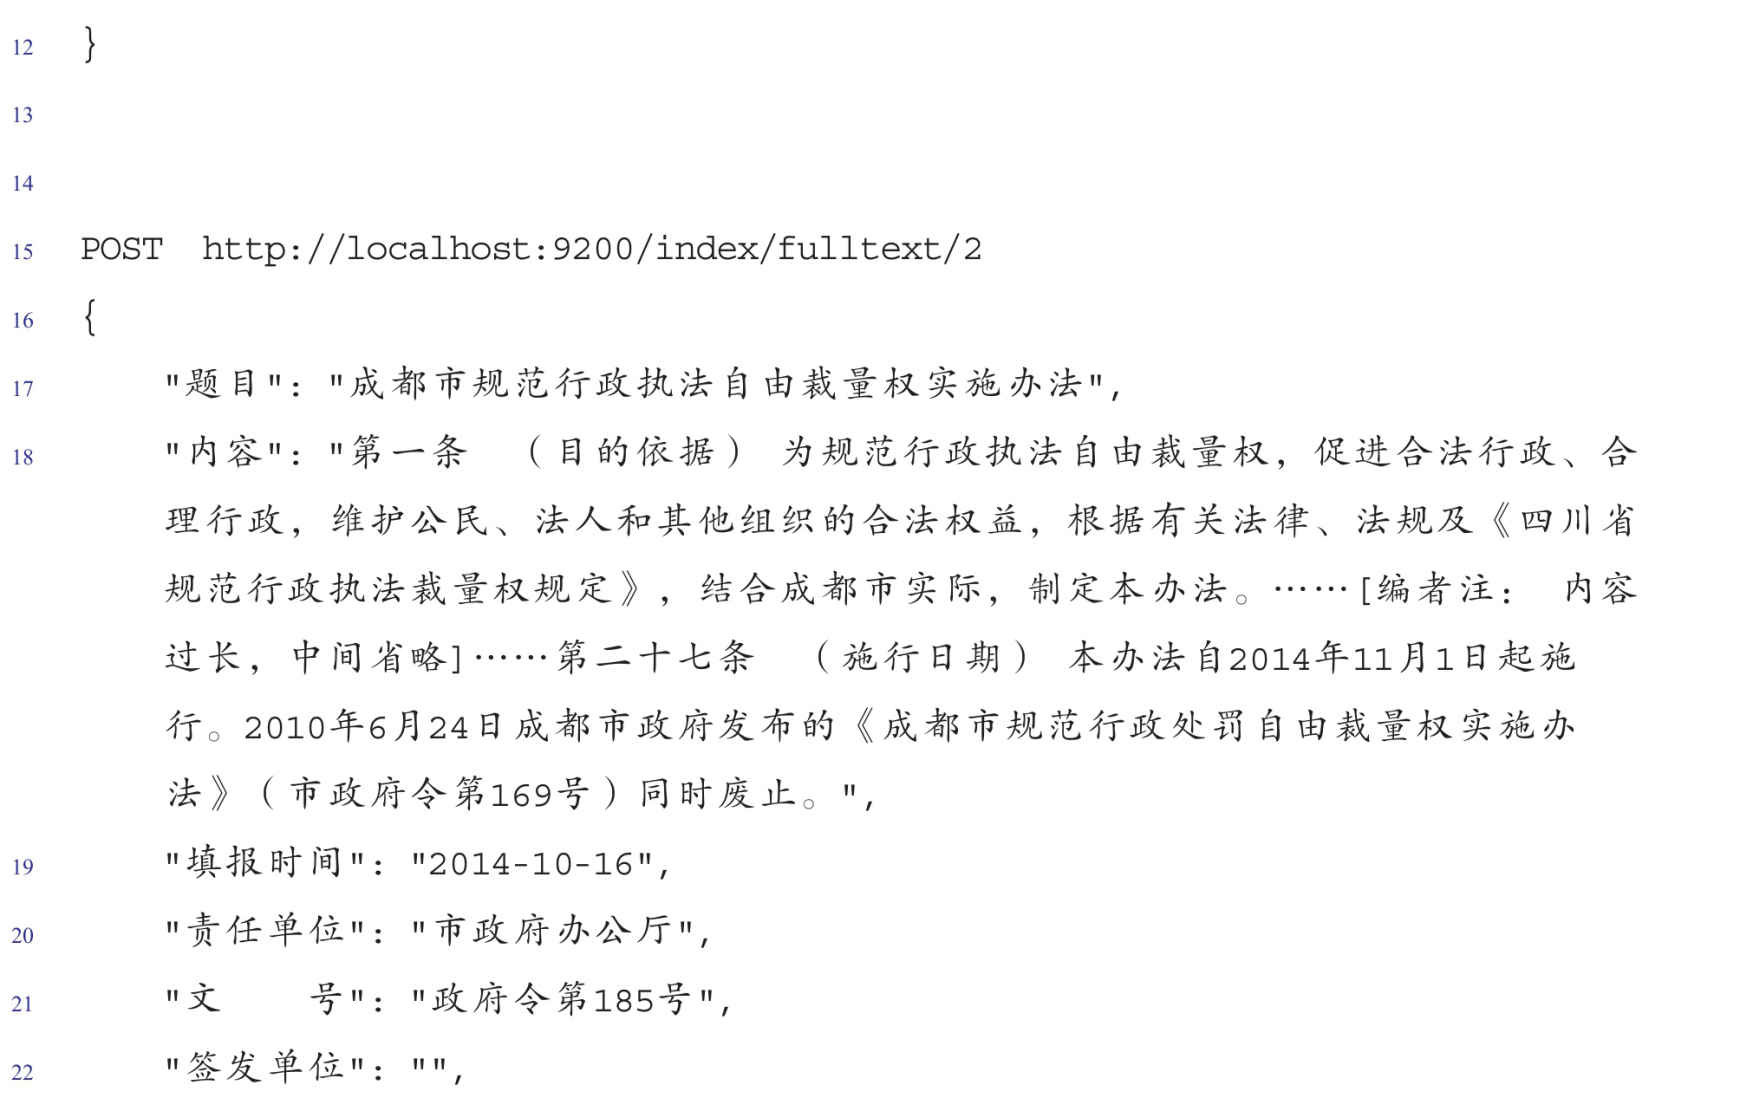 12 }
13
14
15 POST  http://localhost:9200/index/fulltext/2
16 {
17 "题目": "成都市规范行政执法自由裁量权实施办法",
18 "内容": "第一条  （目的依据） 为规范行政执法自由裁量权，促进合法行政、合
理行政，维护公民、法人和其他组织的合法权益，根据有关法律、法规及《四川省
规范行政执法裁量权规定》，结合成都市实际，制定本办法。……[编者注： 内容
过长，中间省略]……第二十七条  （施行日期） 本办法自2014年11月1日起施
行。2010年6月24日成都市政府发布的《成都市规范行政处罚自由裁量权实施办
法》（市政府令第169号）同时废止。",
19 "填报时间": "2014-10-16",
20 "责任单位": "市政府办公厅",
21 "文    号": "政府令第185号",
22 "签发单位": "",